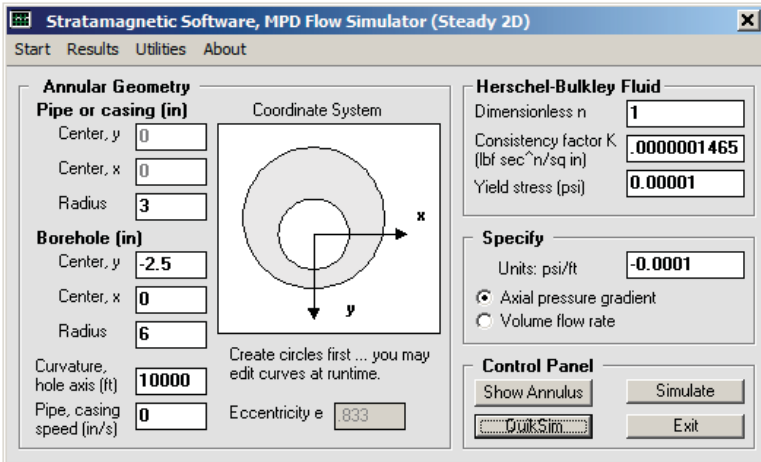 Stratamagnetic Software, MPD Flow Simulator (Steady 2D)
Start Results Utilities About
Annular Geometry
Pipe or casing (in)
Center, y 0
Center, x 0
Radius 3
Borehole (in)
Center, y -2.5
Center, x 0
Radius 6
Curvature,
hole axis (ft) 10000
Pipe, casing
speed (in/s) 0
Coordinate System
x
y
Create circles first ... you may
edit curves at runtime.
Eccentricity e .833
Herschel-Bulkley Fluid
Dimensionless n 1
Consistency factor K
(lbf sec^n/sq in) .0000001465
Yield stress (psi) 0.00001
Specify
Units: psi/ft -0.0001
Axial pressure gradient
Volume flow rate
Control Panel
Show Annulus Simulate
QuikSim Exit